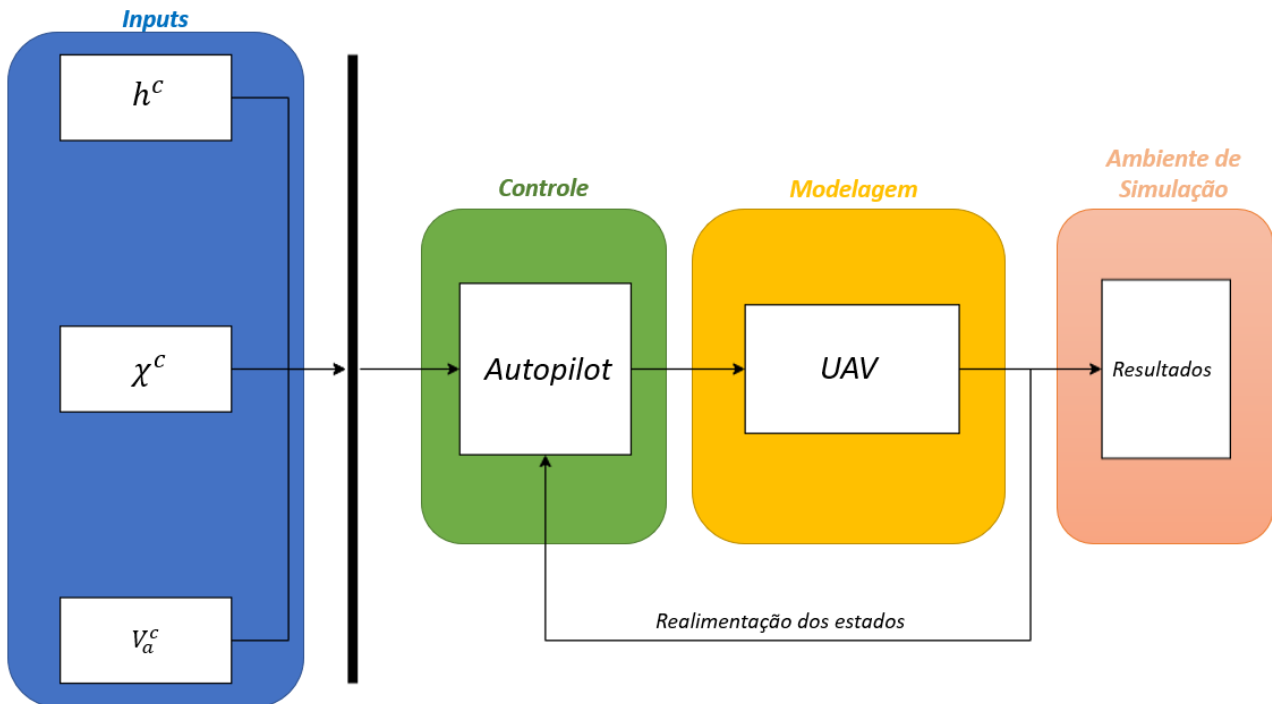 Inputs
h^c
χ^c
V_a^c
Controle
Autopilot
Modelagem
UAV
Ambiente de
Simulação
Resultados
Realimentação dos estados